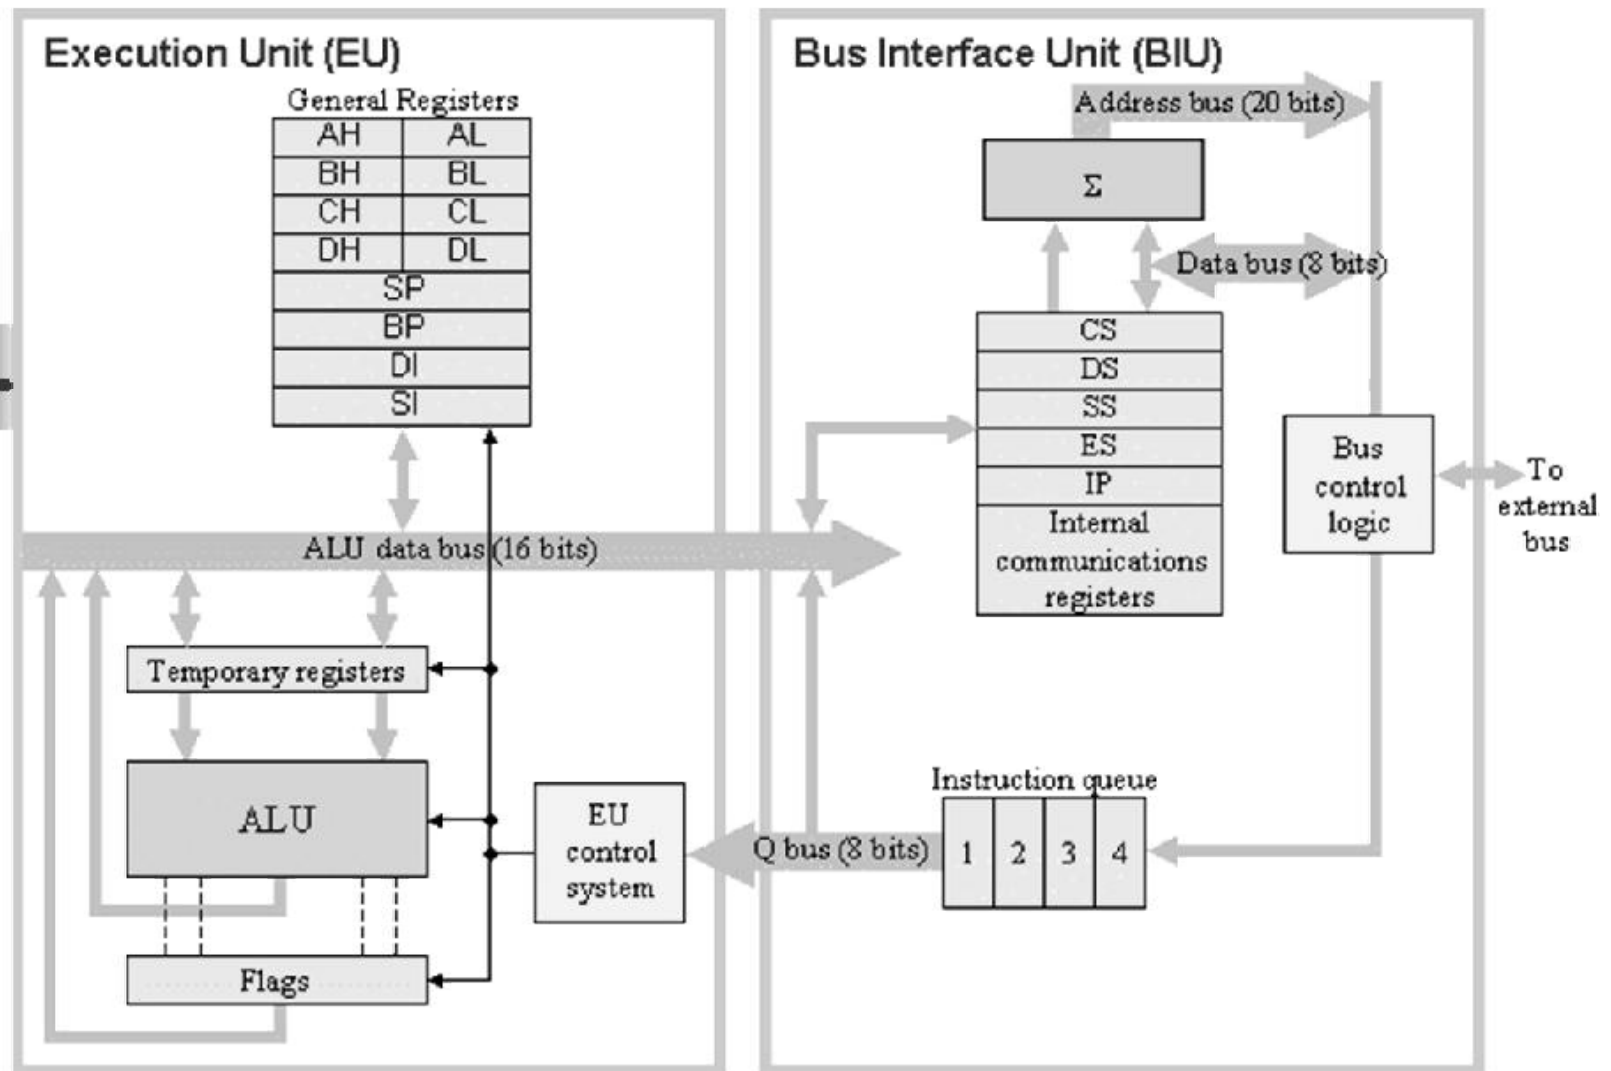 Execution Unit (EU)
General Registers
AH AL
BH BL
CH CL
DH DL
SP
BP
DI
SI
ALU data bus (16 bits)
Temporary registers
ALU
Flags
EU
control
system
Bus Interface Unit (BIU)
Address bus (20 bits)
Σ
Data bus (8 bits)
CS
DS
SS
ES
IP
Internal
communications
registers
Bus
control
logic
To
external
bus
Instruction queue
Q bus (8 bits)
1 2 3 4